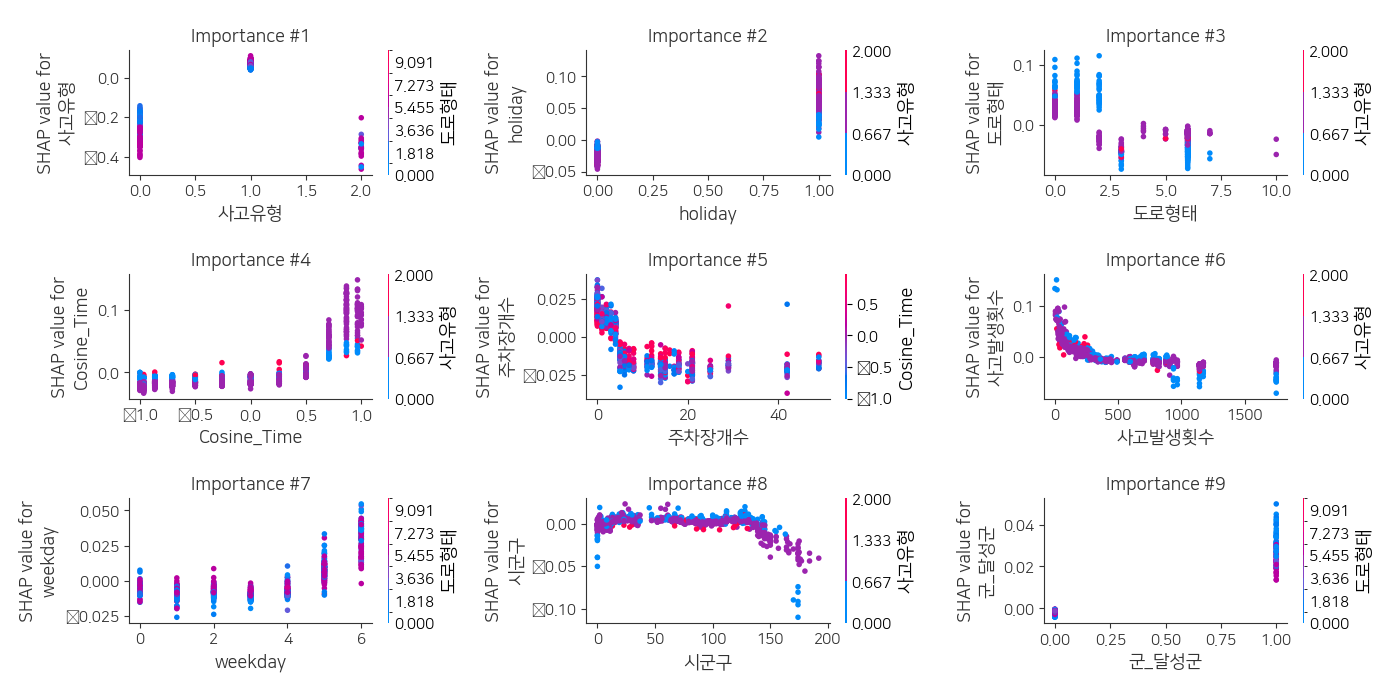 Importance #1
SHAP value for
사고유형
0.0
0.2
0.4
0.0
0.5
1.0
1.5
2.0
사고유형
9.091
7.273
5.455
3.636
1.818
0.000
도로형태
Importance #2
SHAP value for
holiday
0.10
0.05
0.00
0.05
0.00
0.25
0.50
0.75
1.00
holiday
2.000
1.333
0.667
0.000
사고유형
Importance #3
SHAP value for
도로형태
0.1
0.0
0.0
2.5
5.0
7.5
10.0
도로형태
2.000
1.333
0.667
0.000
사고유형
Importance #4
SHAP value for
Cosine_Time
0.1
0.0
1.0
0.5
0.0
0.5
1.0
Cosine_Time
2.000
1.333
0.667
0.000
사고유형
Importance #5
SHAP value for
주차장개수
0.025
0.000
0.025
0
20
40
주차장개수
0.5
0.0
0.5
1.0
Cosine_Time
Importance #6
SHAP value for
사고발생횟수
0.1
0.0
0
500
1000
1500
사고발생횟수
2.000
1.333
0.667
0.000
사고유형
Importance #7
SHAP value for
weekday
0.050
0.025
0.000
0.025
0
2
4
6
weekday
9.091
7.273
5.455
3.636
1.818
0.000
도로형태
Importance #8
SHAP value for
시군구
0.00
0.05
0.10
0
50
100
150
200
시군구
2.000
1.333
0.667
0.000
사고유형
Importance #9
SHAP value for
군_달성군
0.04
0.02
0.00
0.00
0.25
0.50
0.75
1.00
군_달성군
9.091
7.273
5.455
3.636
1.818
0.000
도로형태